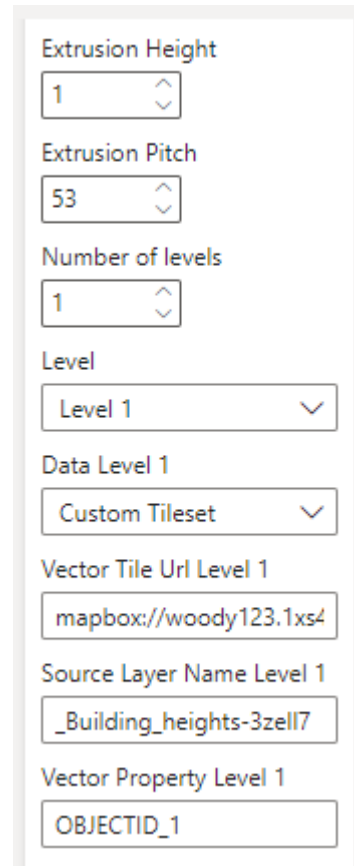 Extrusion Height
1
Extrusion Pitch
53
Number of levels
1
Level
Level 1
Data Level 1
Custom Tileset
Vector Tile Url Level 1
mapbox://woody123.1xs4
Source Layer Name Level 1
_Building_heights-3zell7
Vector Property Level 1
OBJECTID_1